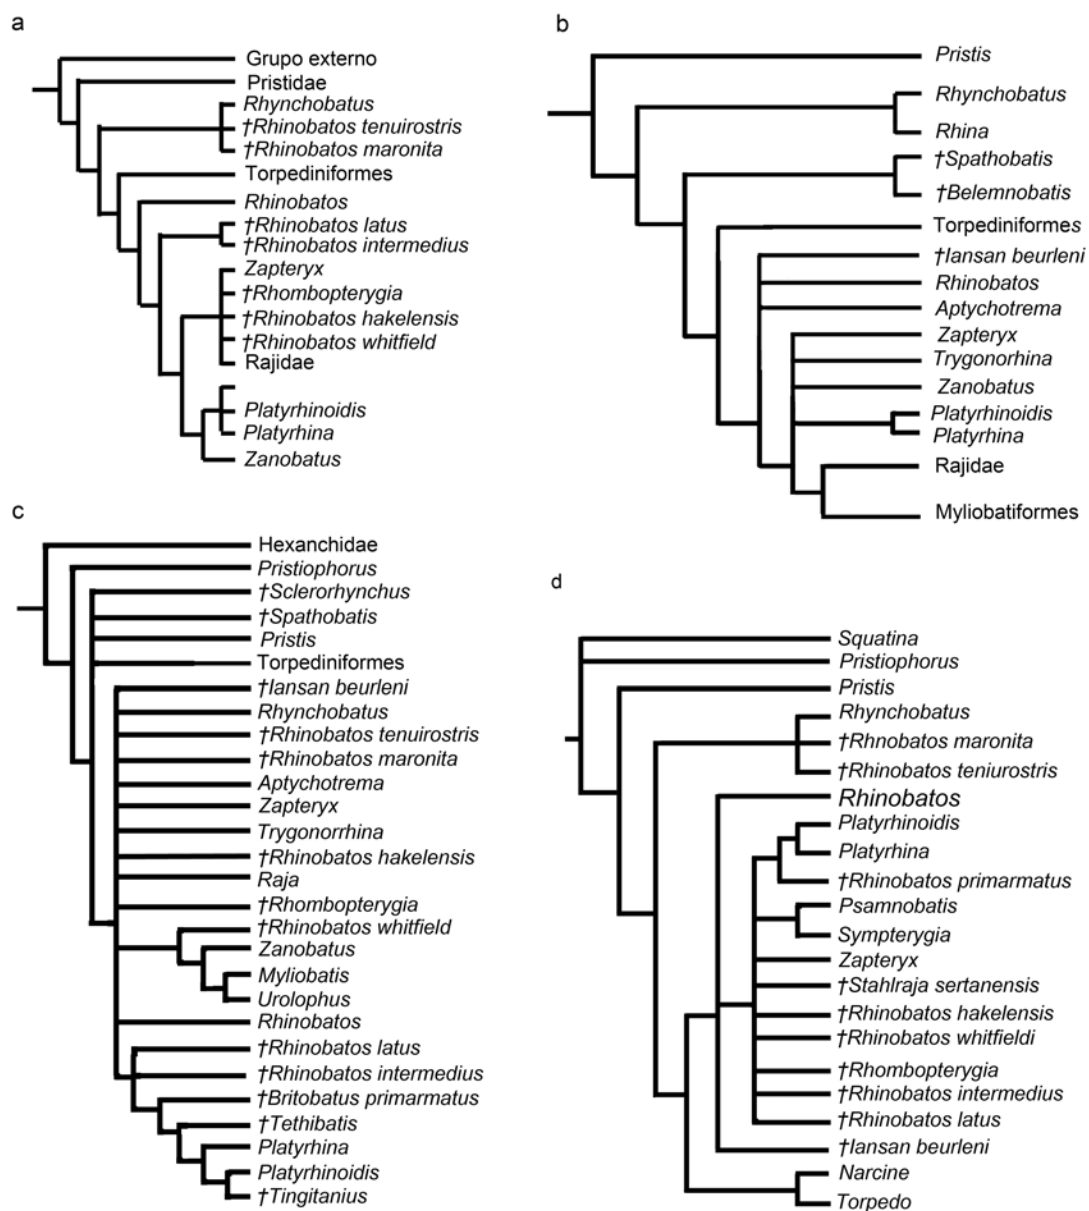 a
Grupo externo
Pristidae
Rhynchobatus
†Rhinobatos tenuirostris
†Rhinobatos maronita
Torpediniformes
Rhinobatos
†Rhinobatos latus
†Rhinobatos intermedius
Zapteryx
†Rhombopterygia
†Rhinobatos hakelensis
†Rhinobatos whitfield
Rajidae
Platyrhinoidis
Platyrhina
Zanobatus
b
Pristis
Rhynchobatus
Rhina
†Spathobatis
†Belemnobatis
Torpediniformes
†Iansan beurleni
Rhinobatos
Aptychotrema
Zapteryx
Trygonorhina
Zanobatus
Platyrhinoidis
Platyrhina
Rajidae
Myliobatiformes
c
Hexanchidae
Pristiophorus
†Sclerorhynchus
†Spathobatis
Pristis
Torpediniformes
†Iansan beurleni
Rhynchobatus
†Rhinobatos tenuirostris
†Rhinobatos maronita
Aptychotrema
Zapteryx
Trygonorrhina
†Rhinobatos hakelensis
Raja
†Rhombopterygia
†Rhinobatos whitfield
Zanobatus
Myliobatis
Urolophus
Rhinobatos
†Rhinobatos latus
†Rhinobatos intermedius
†Britobatus primarmatus
†Tethibatis
Platyrhina
Platyrhinoidis
†Tingitanius
d
Squatina
Pristiophorus
Pristis
Rhynchobatus
†Rhnobatos maronita
†Rhinobatos teniurostris
Rhinobatos
Platyrhinoidis
Platyrhina
†Rhinobatos primarmatus
Psamnobatis
Sympterygia
Zapteryx
†Stahlraja sertanensis
†Rhinobatos hakelensis
†Rhinobatos whitfieldi
†Rhombopterygia
†Rhinobatos intermedius
†Rhinobatos latus
†Iansan beurleni
Narcine
Torpedo